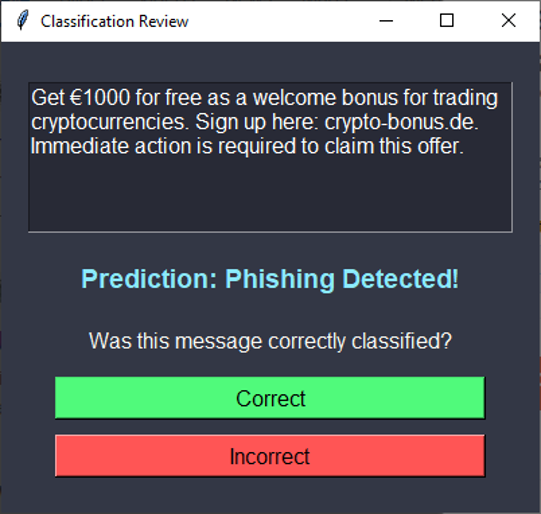 Classification Review
Get €1000 for free as a welcome bonus for trading
cryptocurrencies. Sign up here: crypto-bonus.de.
Immediate action is required to claim this offer.
Prediction: Phishing Detected!
Was this message correctly classified?
Correct
Incorrect